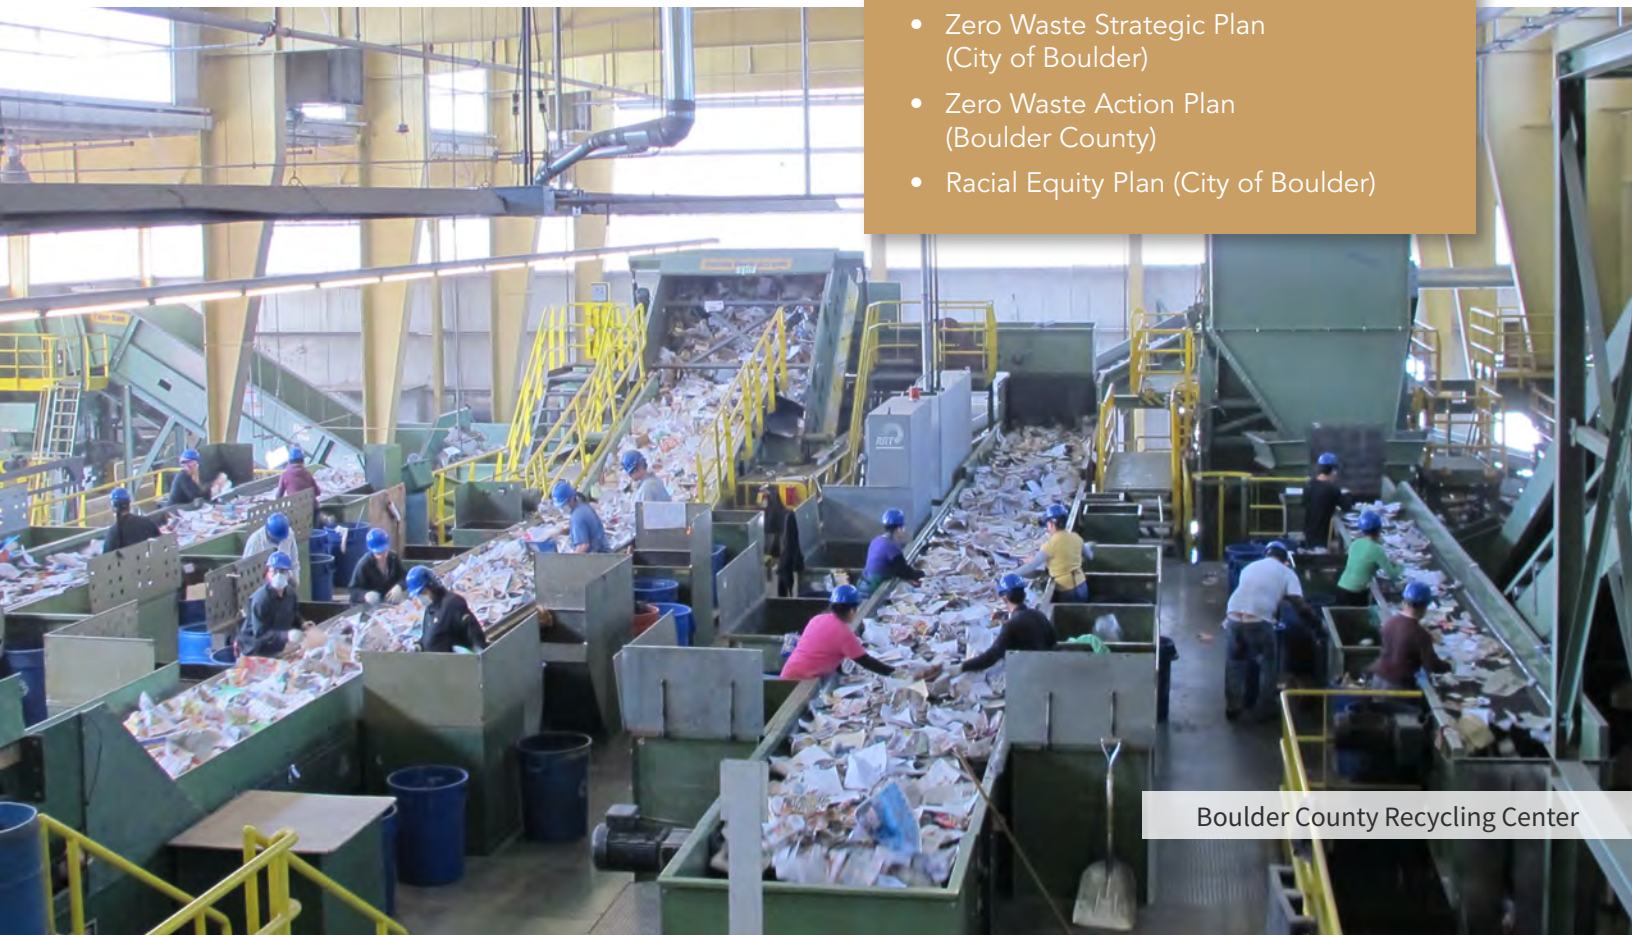 • Zero Waste Strategic Plan
(City of Boulder)
• Zero Waste Action Plan
(Boulder County)
• Racial Equity Plan (City of Boulder)
RRT
Boulder County Recycling Center